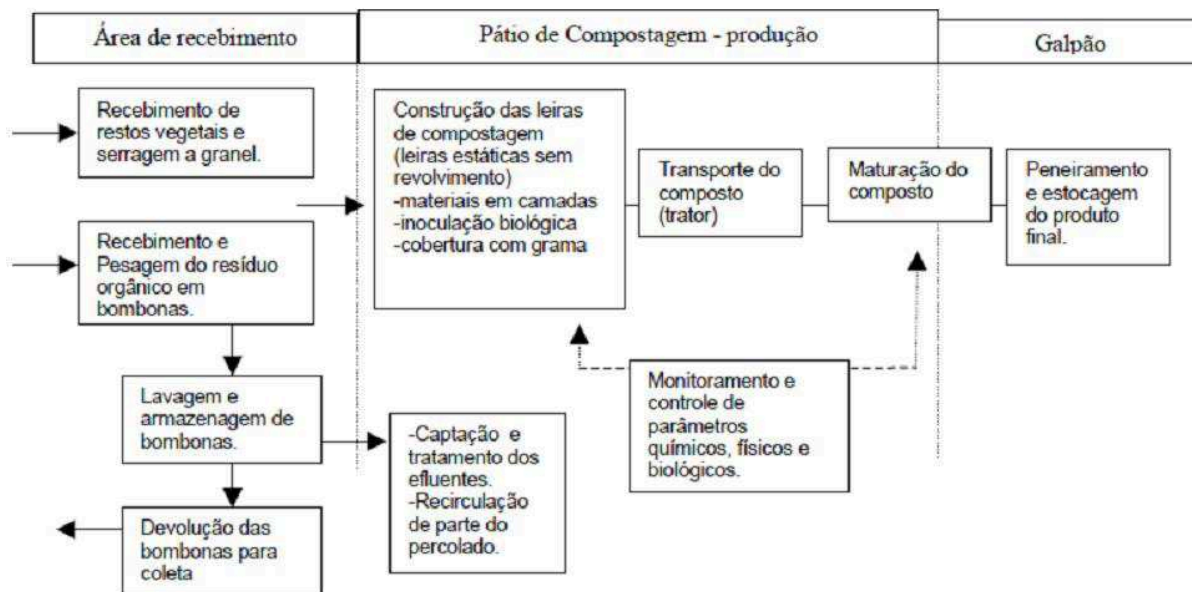 Área de recebimento
Pátio de Compostagem - produção
Galpão
Recebimento de
restos vegetais e
serragem a granel.
Recebimento e
Pesagem do resíduo
orgânico em
bombonas.
Lavagem e
armazenagem de
bombonas.
Devolução das
bombonas para
coleta
Construção das leiras
de compostagem
(leiras estáticas sem
revolvimento)
-materiais em camadas
-inoculação biológica
-cobertura com grama
Transporte do
composto
(trator)
Maturação do
composto
Peneiramento
e estocagem
do produto
final.
-Captação e
tratamento dos
efluentes.
-Recirculação
de parte do
percolado.
Monitoramento e
controle de
parâmetros
químicos, físicos e
biológicos.